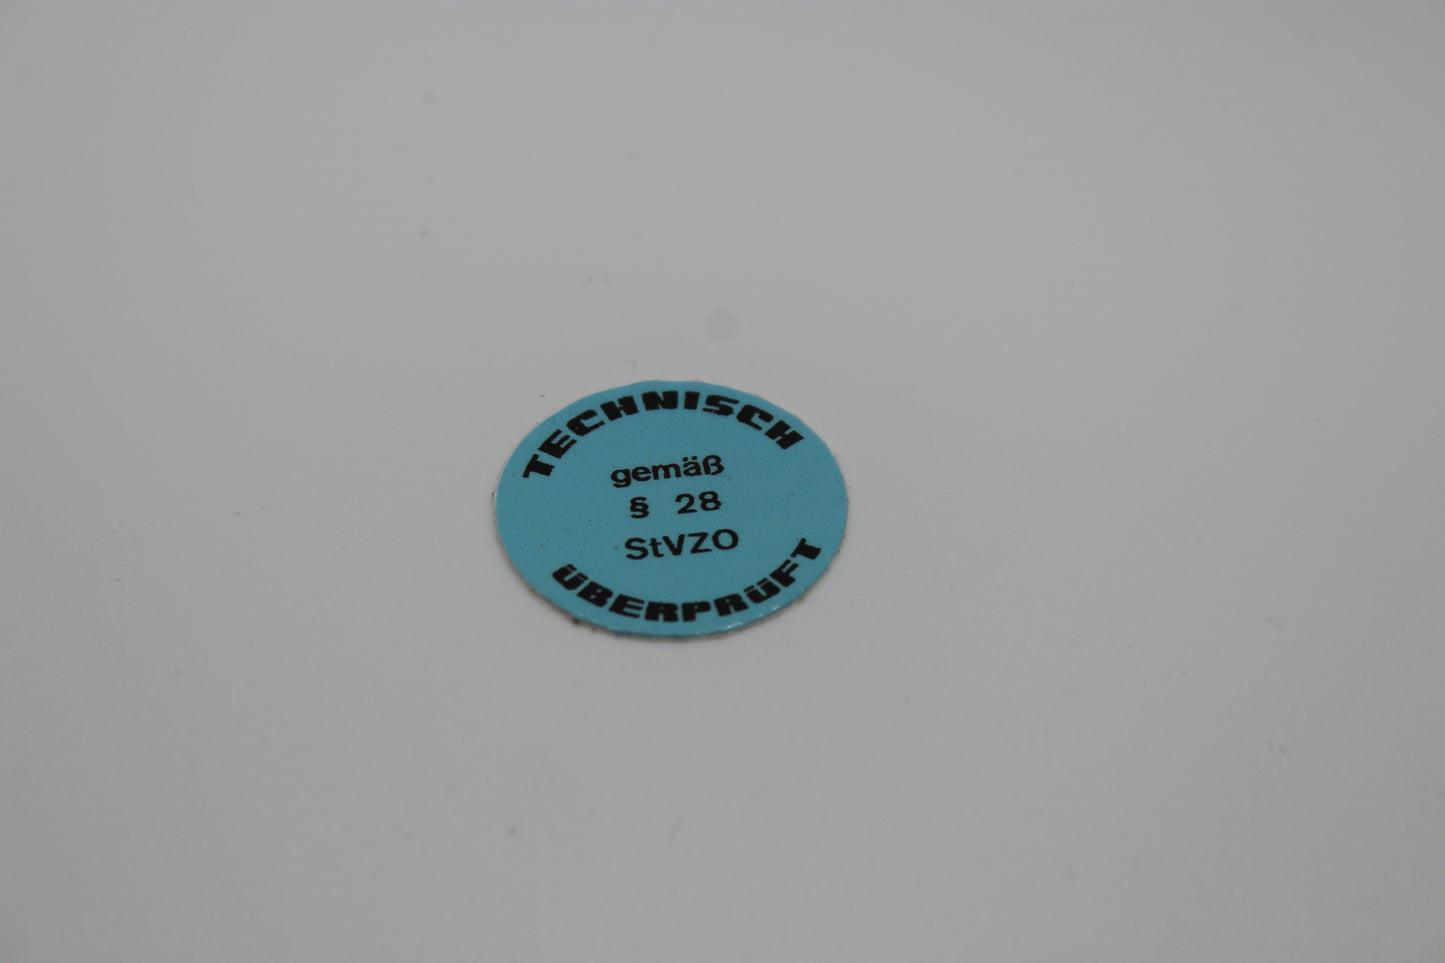 TECHNISCH
gemäß
§ 28
StVZO
ÜBERPRÜFT